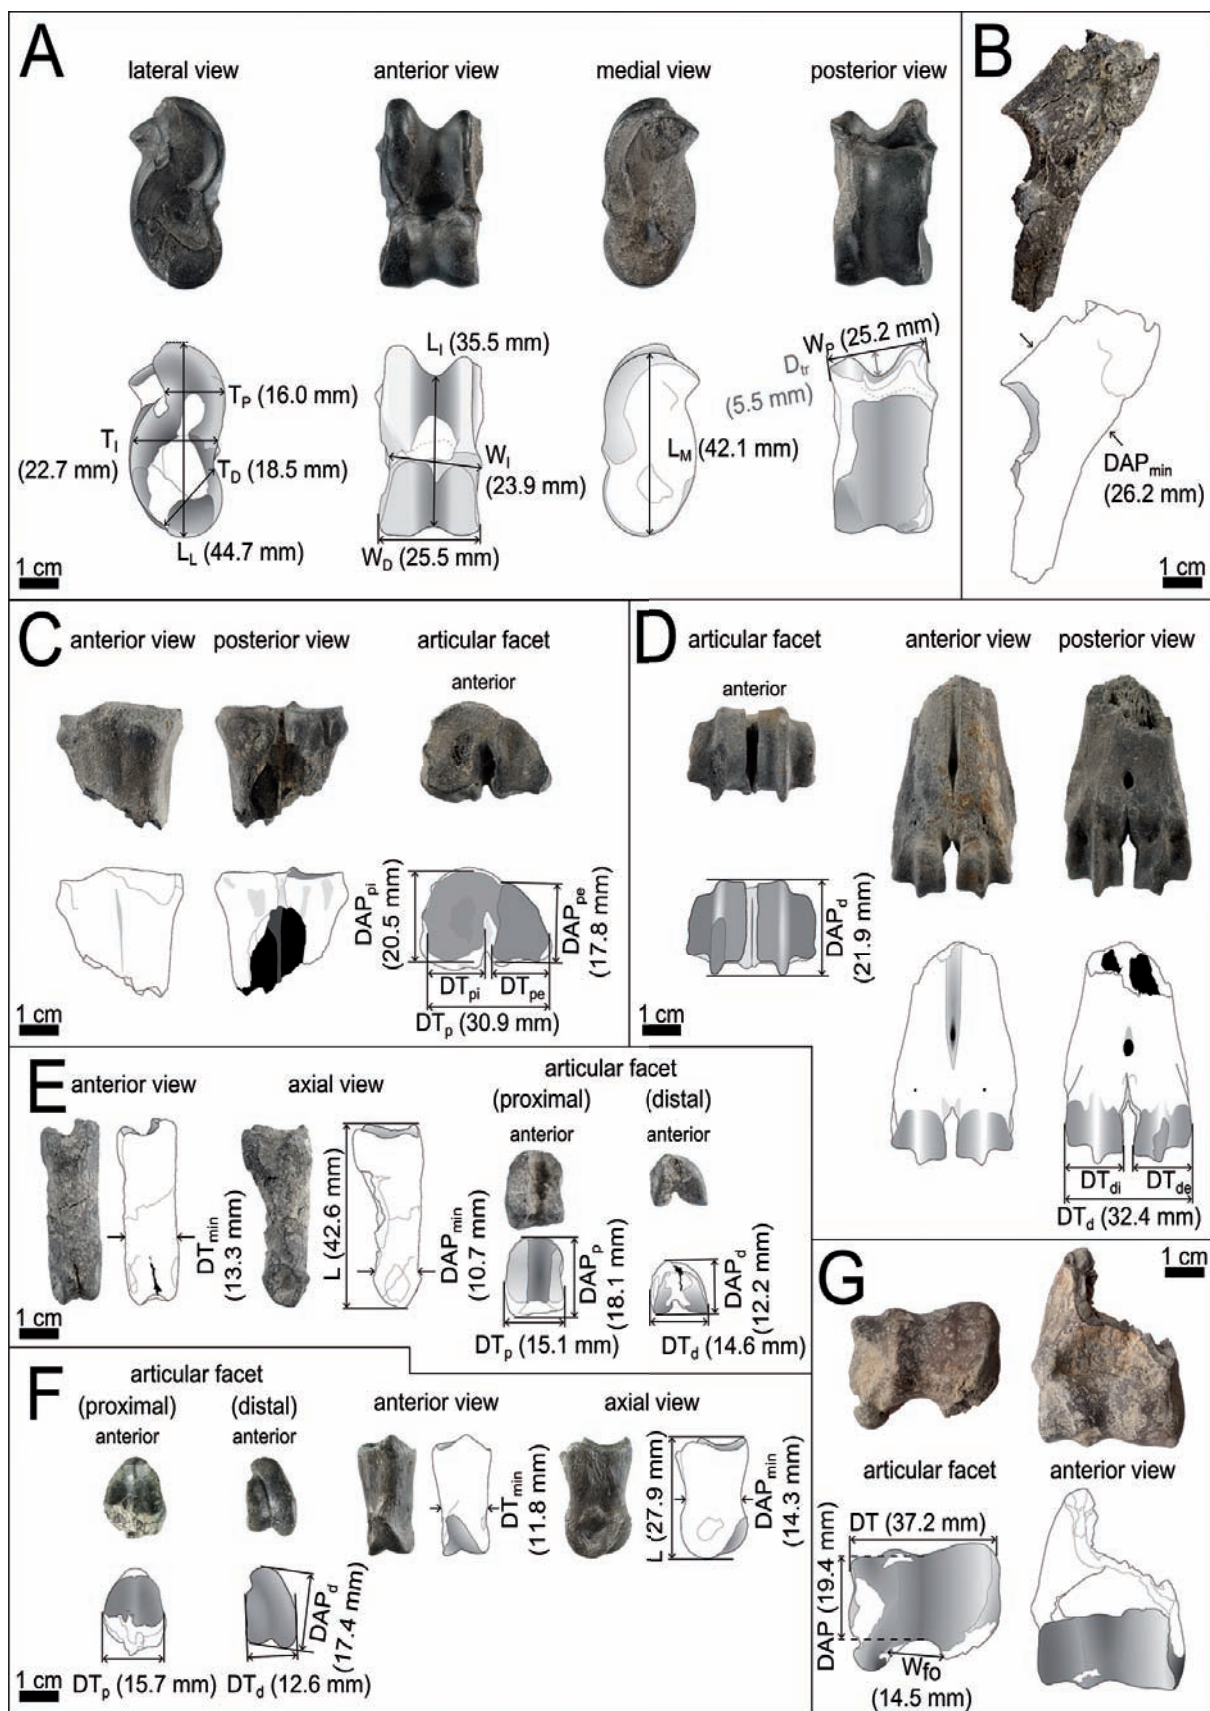 A
lateral view
anterior view
medial view
posterior view
T_P (16.0 mm)
T_I
(22.7 mm)
T_D (18.5 mm)
L_L (44.7 mm)
L_I (35.5 mm)
W_I
(23.9 mm)
W_D (25.5 mm)
L_M (42.1 mm)
W_P (25.2 mm)
D_tr
(5.5 mm)
1 cm
B
DAP_min
(26.2 mm)
1 cm
C
anterior view
posterior view
articular facet
anterior
DAP_pi
(20.5 mm)
DAP_pe
(17.8 mm)
DT_pi
DT_pe
DT_p (30.9 mm)
1 cm
D
articular facet
anterior view
posterior view
anterior
DAP_d
(21.9 mm)
DT_di
DT_de
DT_d (32.4 mm)
1 cm
E
anterior view
axial view
articular facet
(proximal)
(distal)
anterior
anterior
DT_min
(13.3 mm)
L (42.6 mm)
DAP_min
(10.7 mm)
DAP_p
(18.1 mm)
DAP_d
(12.2 mm)
DT_p (15.1 mm)
DT_d (14.6 mm)
1 cm
F
articular facet
(proximal)
(distal)
anterior
anterior
anterior view
axial view
DAP_d
(17.4 mm)
DT_min
(11.8 mm)
L (27.9 mm)
DAP_min
(14.3 mm)
DT_p (15.7 mm)
DT_d (12.6 mm)
1 cm
G
1 cm
articular facet
anterior view
DT (37.2 mm)
DAP (19.4 mm)
W_fo
(14.5 mm)